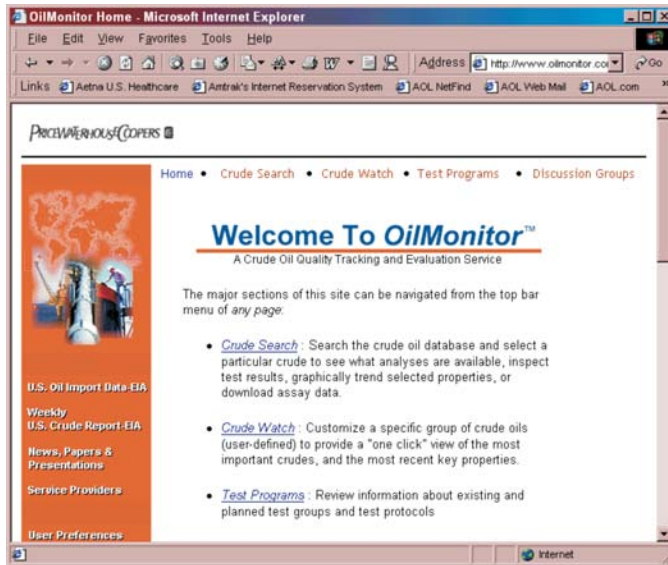 OilMonitor Home - Microsoft Internet Explorer
File Edit View Favorites Tools Help
Address http://www.oilmonitor.co Go
Links Aetna U.S. Healthcare Amtrak's Internet Reservation System AOL NetFind AOL Web Mail AOL.com
PRICEWATERHOUSECOOPERS
Home • Crude Search • Crude Watch • Test Programs • Discussion Groups
Welcome To OilMonitor™
A Crude Oil Quality Tracking and Evaluation Service
The major sections of this site can be navigated from the top bar
menu of any page:
• Crude Search : Search the crude oil database and select a
particular crude to see what analyses are available, inspect
test results, graphically trend selected properties, or
download assay data.
• Crude Watch : Customize a specific group of crude oils
(user-defined) to provide a "one click" view of the most
important crudes, and the most recent key properties.
• Test Programs : Review information about existing and
planned test groups and test protocols
U.S. Oil Import Data-EIA
Weekly
U.S. Crude Report-EIA
News, Papers &
Presentations
Service Providers
User Preferences
Internet